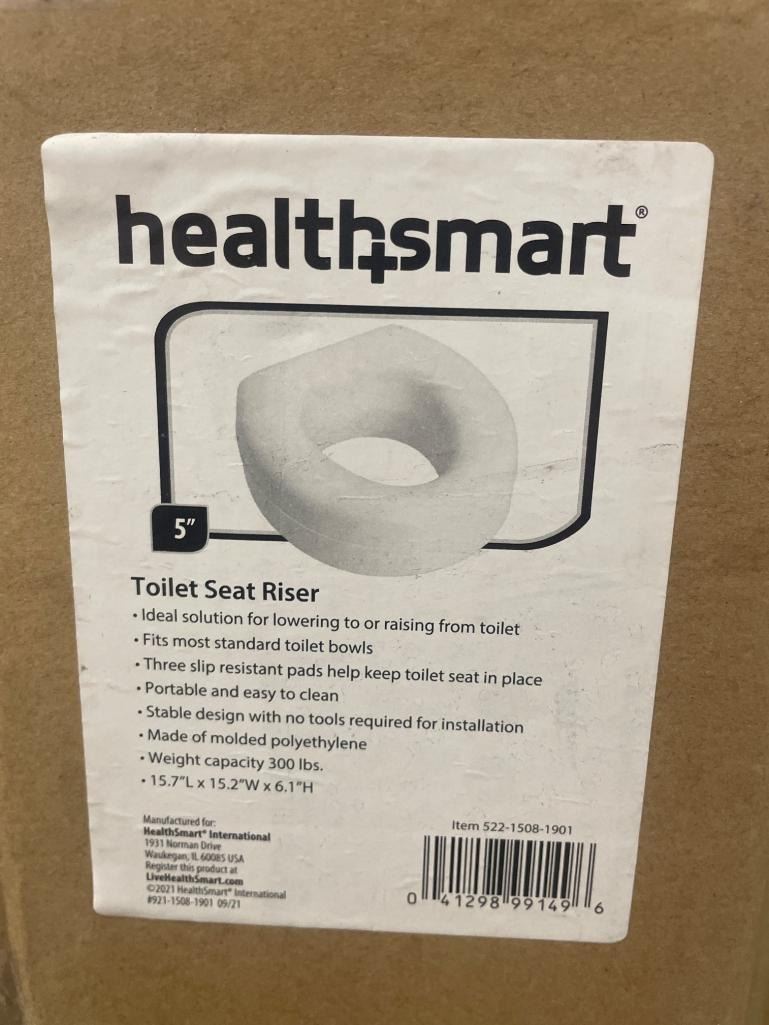 healthsmart®
5"
Toilet Seat Riser
• Ideal solution for lowering to or raising from toilet
• Fits most standard toilet bowls
• Three slip resistant pads help keep toilet seat in place
• Portable and easy to clean
• Stable design with no tools required for installation
• Made of molded polyethylene
• Weight capacity 300 lbs.
• 15.7"L x 15.2"W x 6.1"H
Manufactured for:
HealthSmart® International
1931 Norman Drive
Waukegan, IL 60085 USA
Register this product at
LiveHealthSmart.com
©2021 HealthSmart® International
#921-1508-1901 09/21
Item 522-1508-1901
0 41298 99149 6